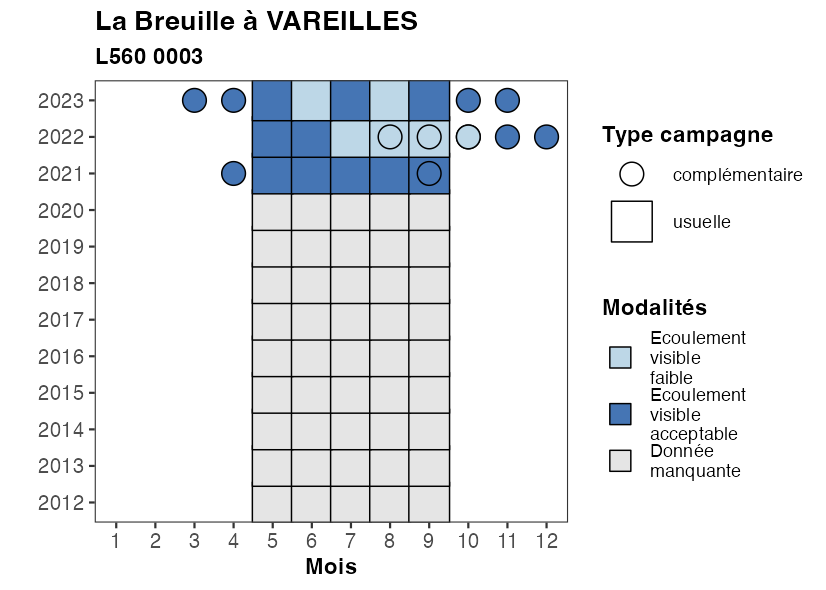 La Breuille à VAREILLES
L560 0003
2023
2022
2021
2020
2019
2018
2017
2016
2015
2014
2013
2012
1 2 3 4 5 6 7 8 9 10 11 12
Mois
Type campagne
complémentaire
usuelle
Modalités
Ecoulement
visible
faible
Ecoulement
visible
acceptable
Donnée
manquante